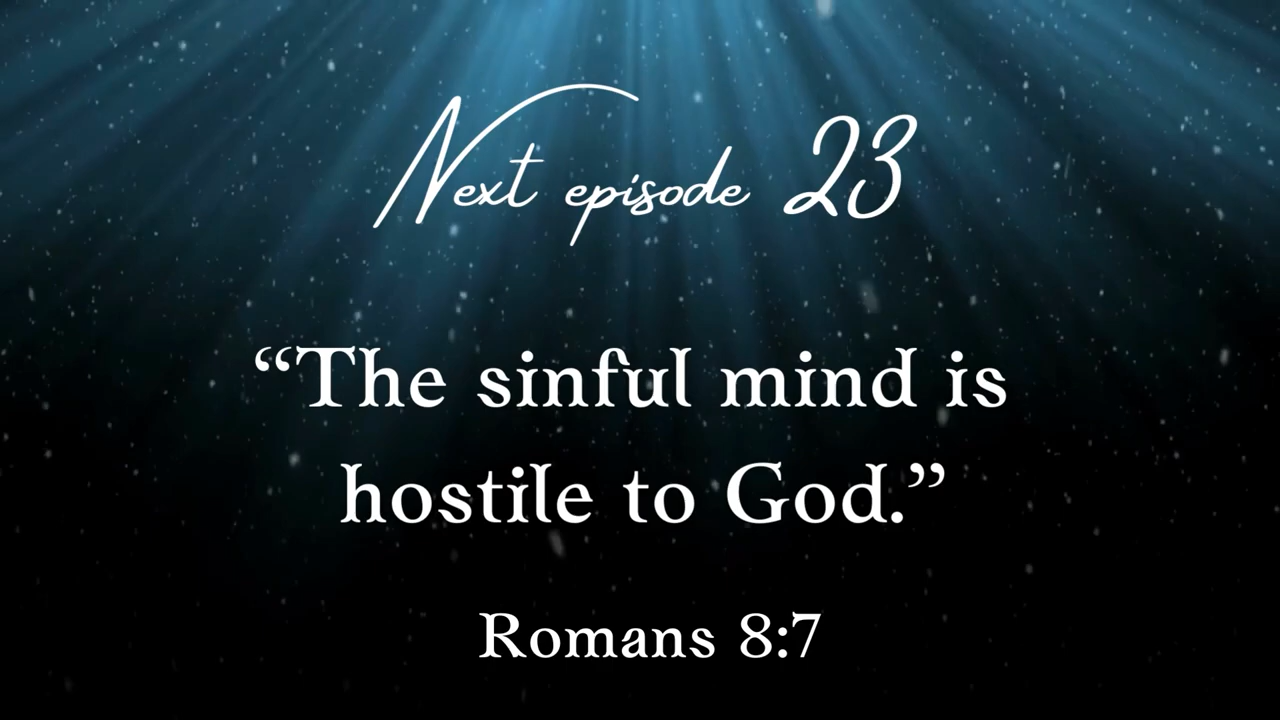 Next episode 23
“The sinful mind is
hostile to God.”
Romans 8:7